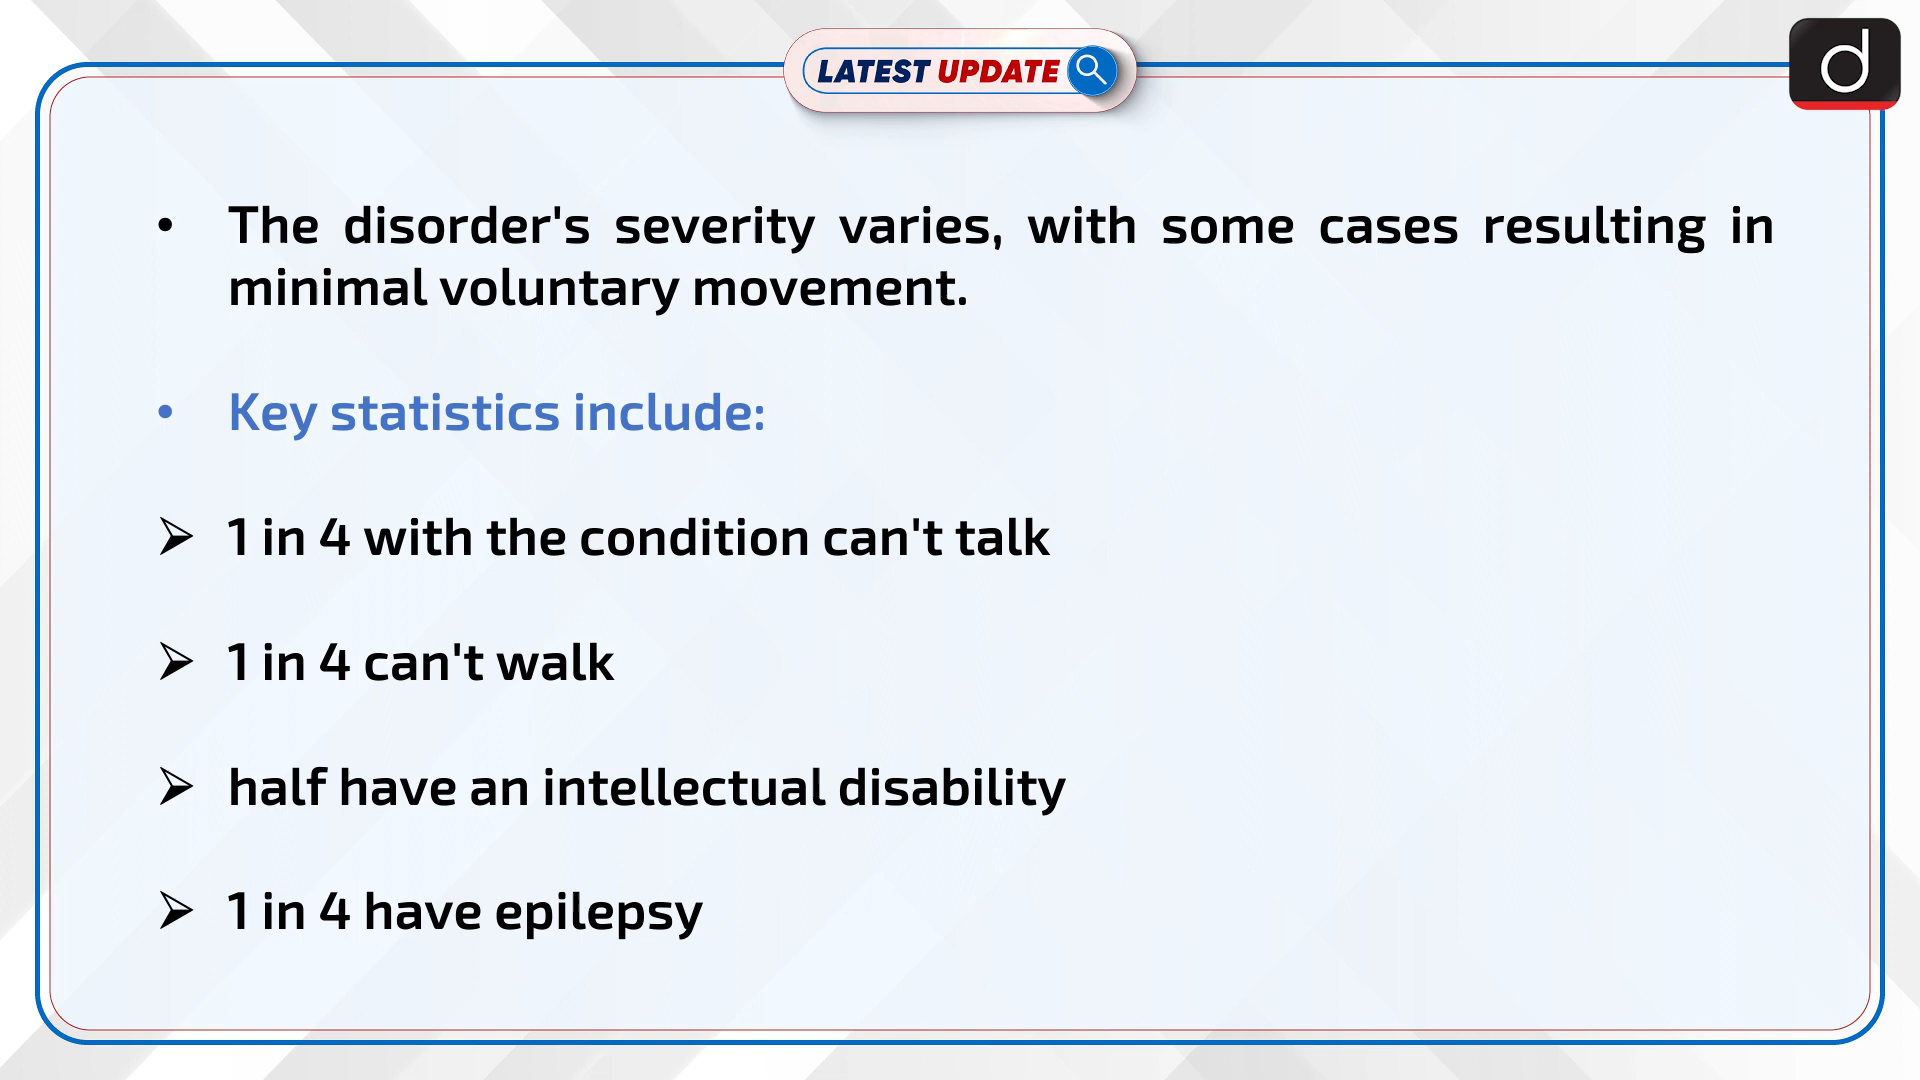 LATEST UPDATE
d
• The disorder's severity varies, with some cases resulting in
minimal voluntary movement.
• Key statistics include:
➢ 1 in 4 with the condition can't talk
➢ 1 in 4 can't walk
➢ half have an intellectual disability
➢ 1 in 4 have epilepsy